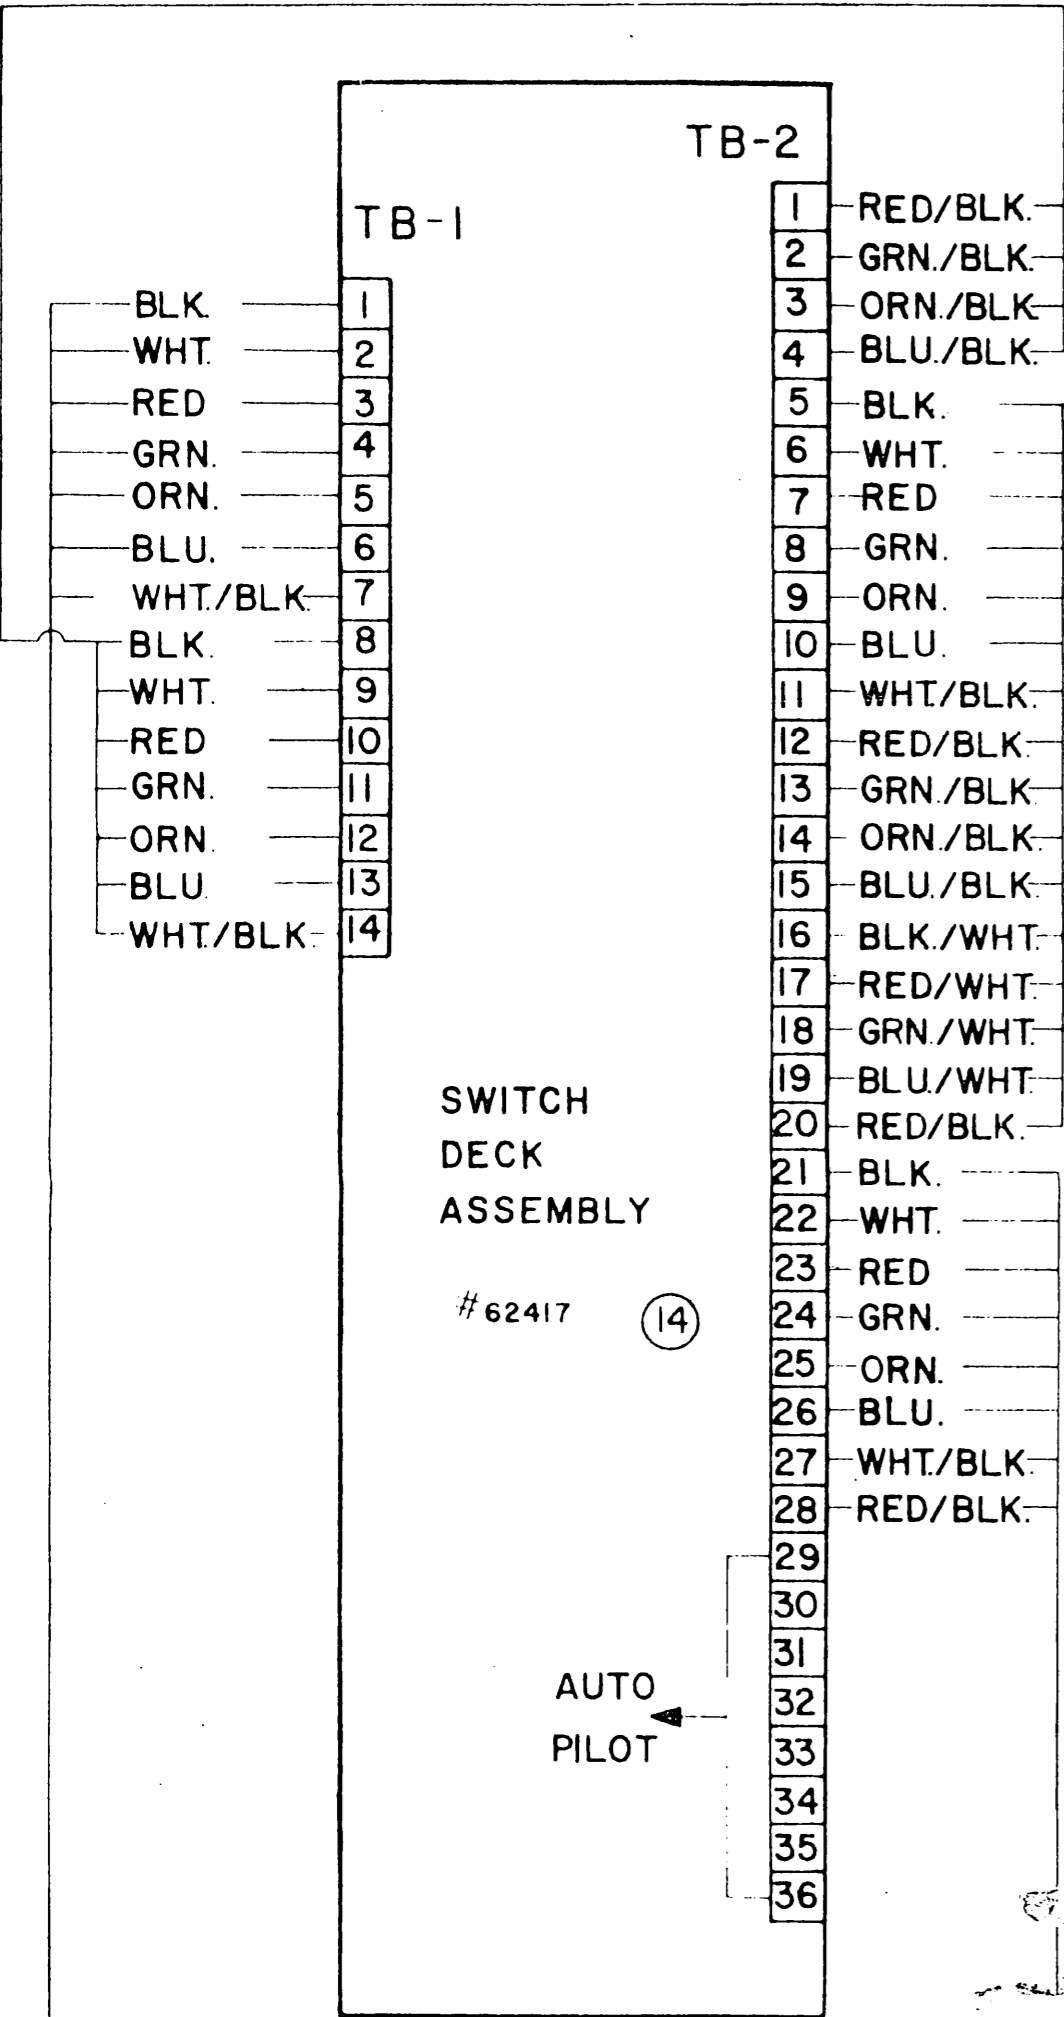 TB-2
TB-1
BLK. 1
WHT. 2
RED 3
GRN. 4
ORN. 5
BLU. 6
WHT./BLK. 7
BLK. 8
WHT. 9
RED 10
GRN. 11
ORN. 12
BLU. 13
WHT./BLK. 14
1 RED/BLK.
2 GRN./BLK.
3 ORN./BLK.
4 BLU./BLK.
5 BLK.
6 WHT.
7 RED
8 GRN.
9 ORN.
10 BLU.
11 WHT./BLK.
12 RED/BLK.
13 GRN./BLK.
14 ORN./BLK.
15 BLU./BLK.
16 BLK./WHT.
17 RED/WHT.
18 GRN./WHT.
19 BLU./WHT.
20 RED/BLK.
21 BLK.
22 WHT.
23 RED
24 GRN.
25 ORN.
26 BLU.
27 WHT./BLK.
28 RED/BLK.
29
30
31
32
33
34
35
36
SWITCH
DECK
ASSEMBLY
#62417 14
AUTO
PILOT